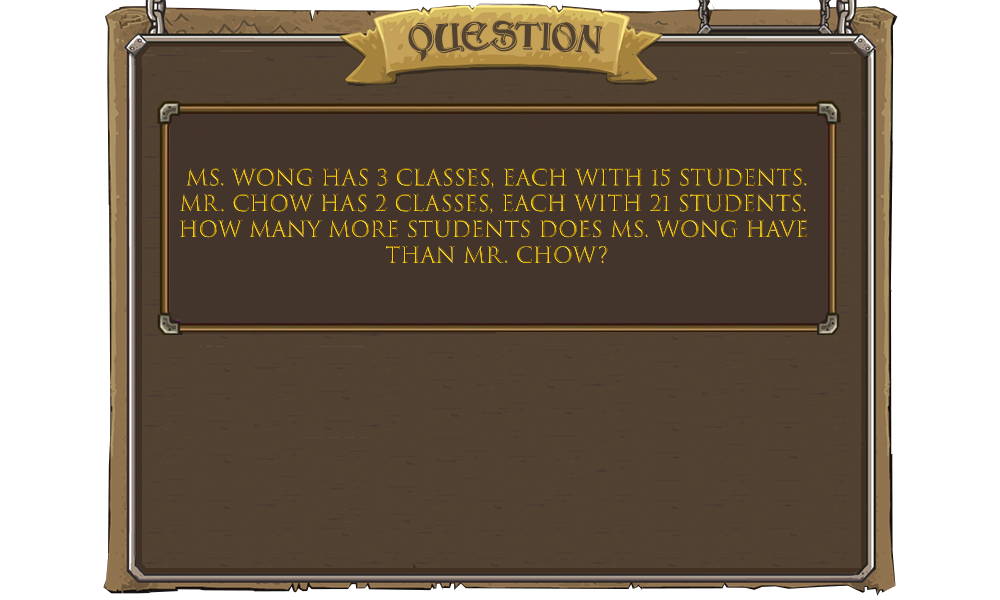 QUESTION
MS. WONG HAS 3 CLASSES, EACH WITH 15 STUDENTS.
MR. CHOW HAS 2 CLASSES, EACH WITH 21 STUDENTS.
HOW MANY MORE STUDENTS DOES MS. WONG HAVE
THAN MR. CHOW?